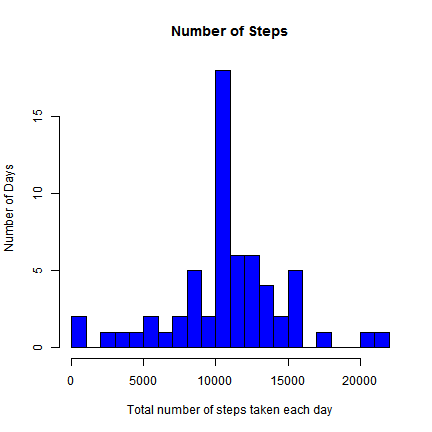 Number of Steps
Number of Days
15
10
5
0
0 5000 10000 15000 20000
Total number of steps taken each day